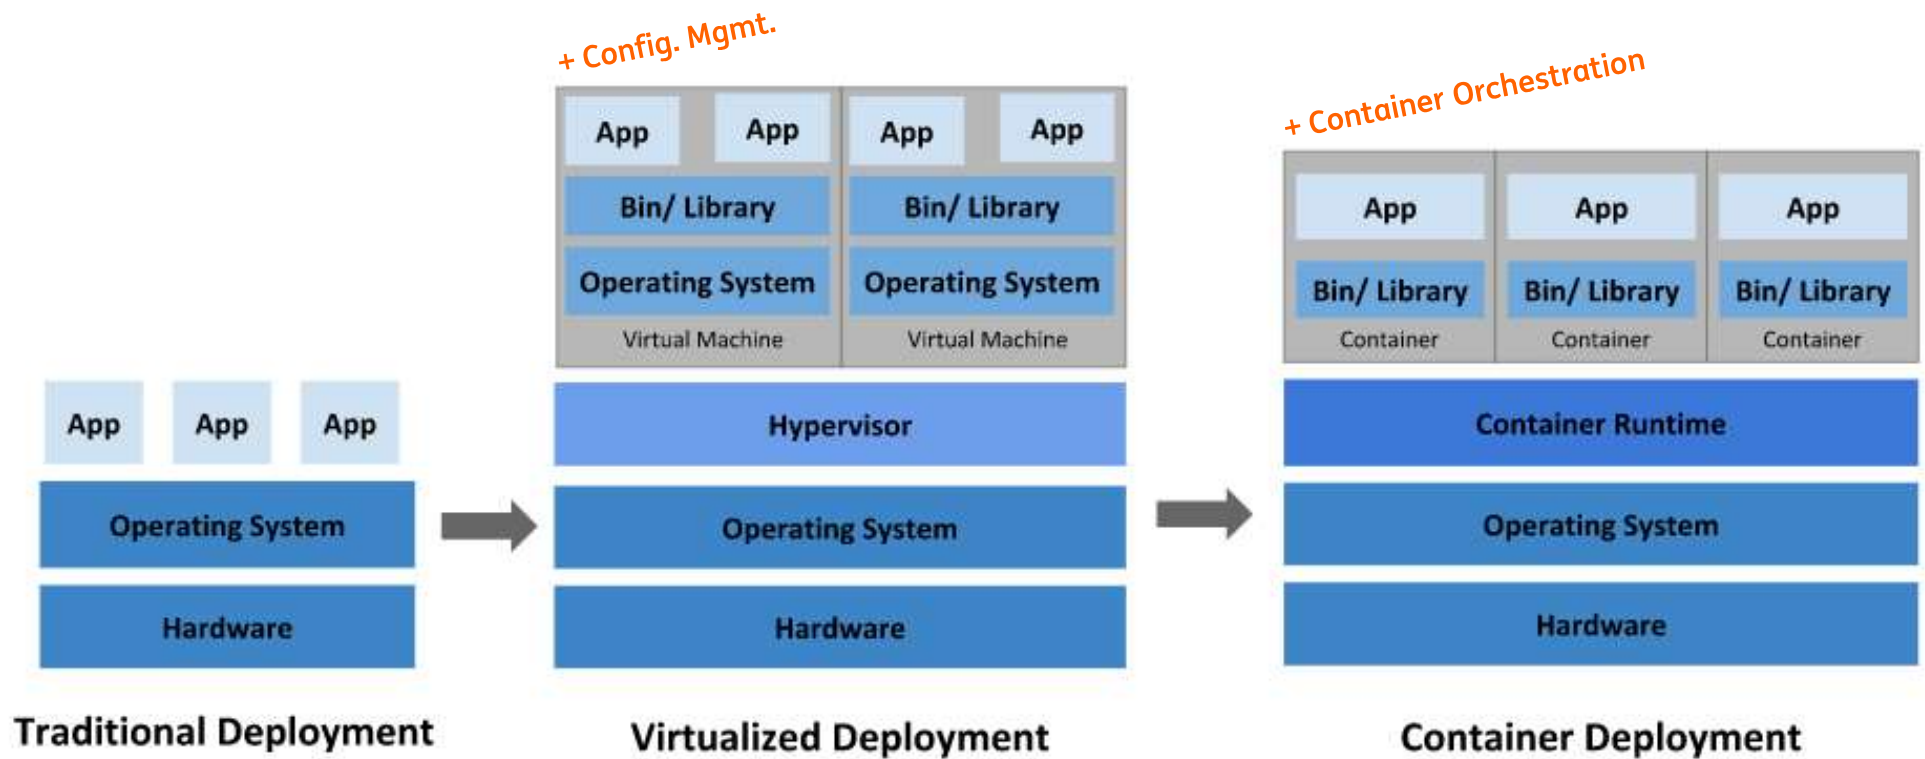 + Config. Mgmt.
+ Container Orchestration
App App App App
Bin/ Library Bin/ Library
Operating System Operating System
Virtual Machine Virtual Machine
App App App
Bin/ Library Bin/ Library Bin/ Library
Container Container Container
App App App
Hypervisor
Container Runtime
Operating System
Operating System
Operating System
Hardware
Hardware
Hardware
Traditional Deployment
Virtualized Deployment
Container Deployment